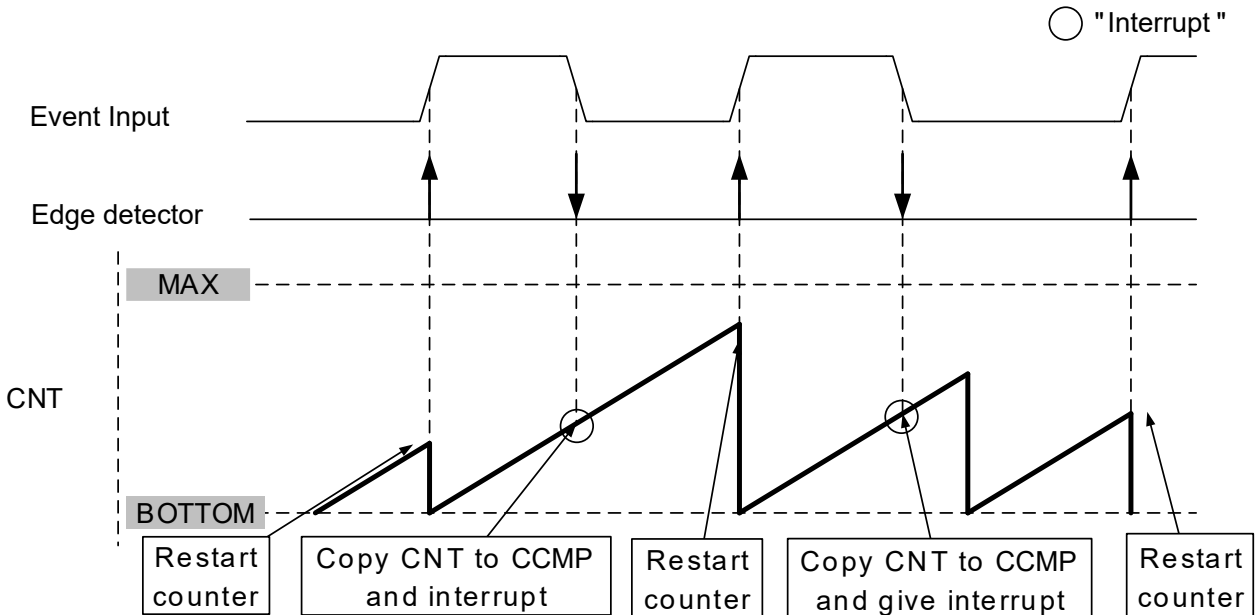 "Interrupt"
Event Input
Edge detector
MAX
CNT
BOTTOM
Restart
counter
Copy CNT to CCMP
and interrupt
Restart
counter
Copy CNT to CCMP
and give interrupt
Restart
counter